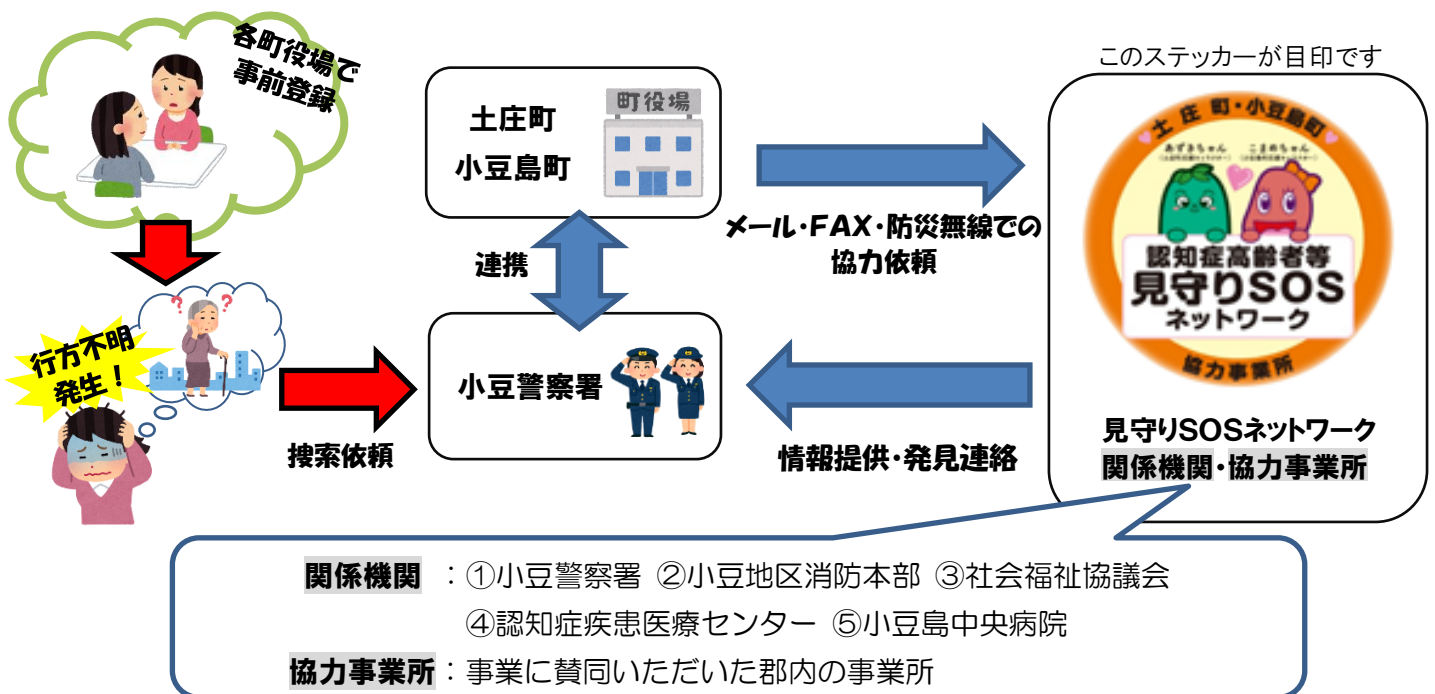 各町役場で
事前登録
行方不明
発生！
? ?
捜索依頼
土庄町
小豆島町
町役場
連携
小豆警察署
メール・FAX・防災無線での
協力依頼
情報提供・発見連絡
このステッカーが目印です
土庄町・小豆島町
あずきちゃん こまめちゃん
認知症高齢者等
見守りSOS
ネットワーク
協力事業所
見守りSOSネットワーク
関係機関・協力事業所
関係機関 ：①小豆警察署 ②小豆地区消防本部 ③社会福祉協議会
④認知症疾患医療センター ⑤小豆島中央病院
協力事業所：事業に賛同いただいた郡内の事業所